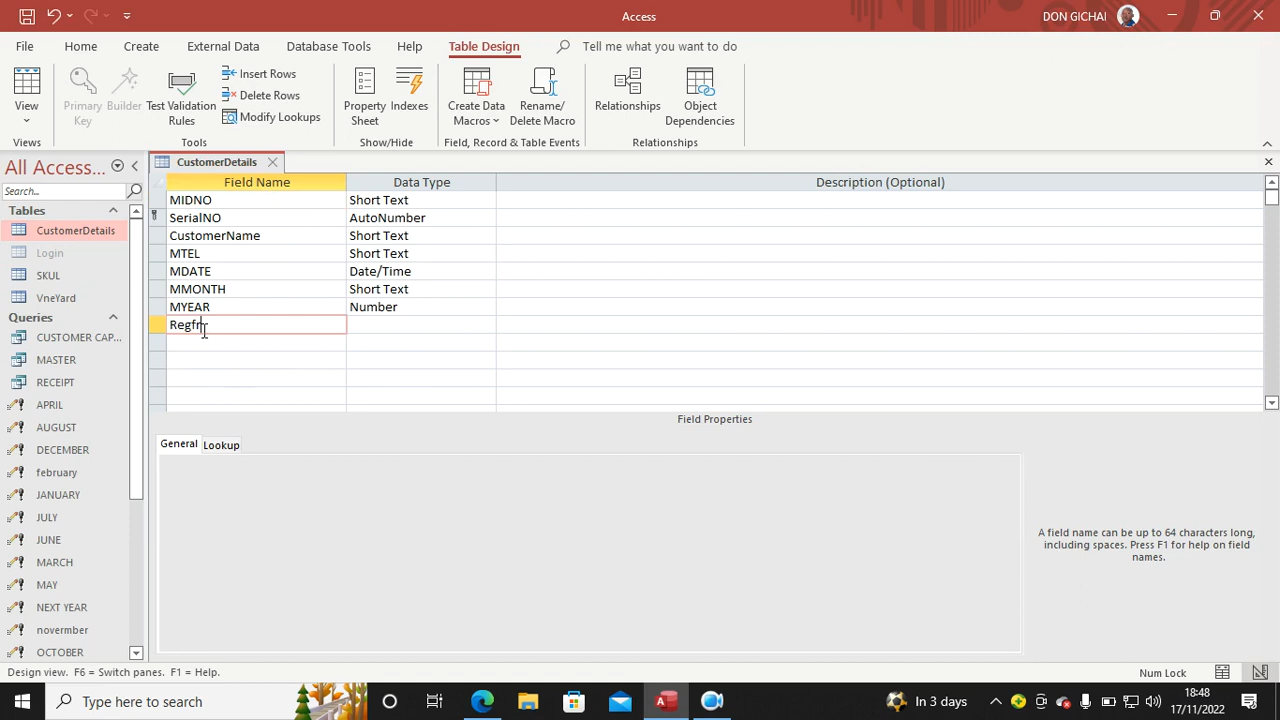 Access
DON GICHAI
File Home Create External Data Database Tools Help Table Design Tell me what you want to do
View
Primary Key
Builder
Test Validation Rules
Insert Rows
Delete Rows
Modify Lookups
Property Sheet
Indexes
Create Data Macros
Rename/ Delete Macro
Relationships
Object Dependencies
Views Tools Show/Hide Field, Record & Table Events Relationships
All Access...
Search...
Tables
CustomerDetails
Login
SKUL
VneYard
Queries
CUSTOMER CAP...
MASTER
RECEIPT
APRIL
AUGUST
DECEMBER
february
JANUARY
JULY
JUNE
MARCH
MAY
NEXT YEAR
novermber
OCTOBER
CustomerDetails
Field Name Data Type Description (Optional)
MIDNO Short Text
SerialNO AutoNumber
CustomerName Short Text
MTEL Short Text
MDATE Date/Time
MMONTH Short Text
MYEAR Number
Regfr
Field Properties
General Lookup
A field name can be up to 64 characters long,
including spaces. Press F1 for help on field
names.
Design view. F6 = Switch panes. F1 = Help.
Num Lock
Type here to search
In 3 days
18:48
17/11/2022